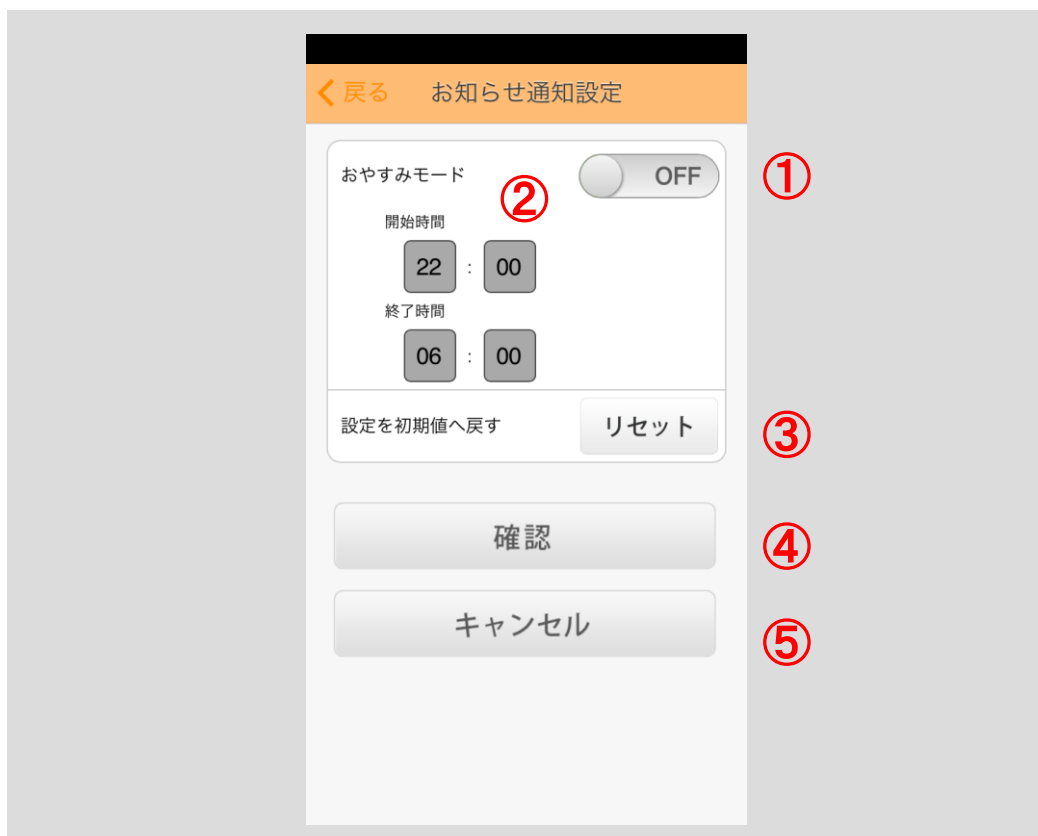 戻る お知らせ通知設定
おやすみモード OFF ①
②
開始時間
22 : 00
終了時間
06 : 00
設定を初期値へ戻す リセット ③
確認 ④
キャンセル ⑤